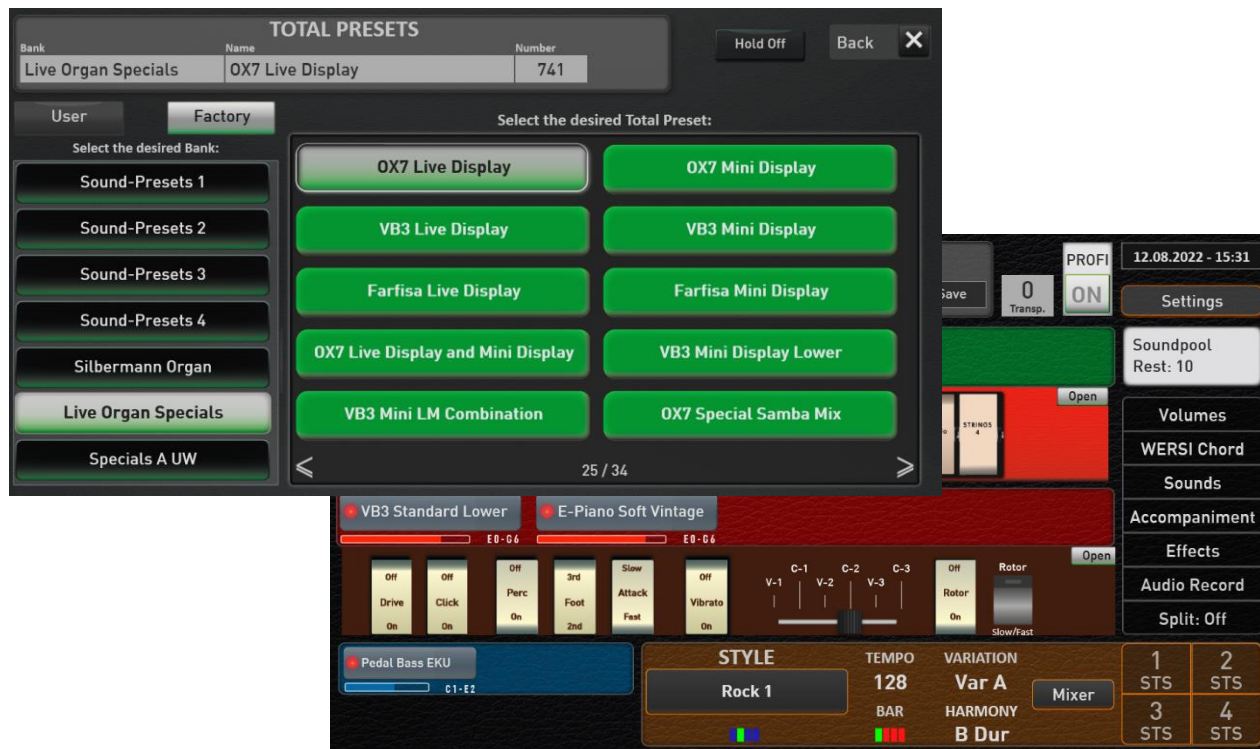 TOTAL PRESETS
Bank
Name
Number
Live Organ Specials
OX7 Live Display
741
Hold Off
Back
User
Factory
Select the desired Bank:
Sound-Presets 1
Sound-Presets 2
Sound-Presets 3
Sound-Presets 4
Silbermann Organ
Live Organ Specials
Specials A UW
Select the desired Total Preset:
OX7 Live Display
OX7 Mini Display
VB3 Live Display
VB3 Mini Display
Farfisa Live Display
Farfisa Mini Display
OX7 Live Display and Mini Display
VB3 Mini Display Lower
VB3 Mini LM Combination
OX7 Special Samba Mix
25 / 34
Save
0
Transp.
PROFI
ON
12.08.2022 - 15:31
Settings
Soundpool
Rest: 10
Open
STRINGS
4
Volumes
WERSI Chord
Sounds
Accompaniment
Effects
Audio Record
Split: Off
VB3 Standard Lower
E0-G6
E-Piano Soft Vintage
E0-G6
Open
Off
Drive
On
Off
Click
On
Off
Perc
On
3rd
Foot
2nd
Slow
Attack
Fast
Off
Vibrato
On
C-1
C-2
C-3
V-1
V-2
V-3
Off
Rotor
On
Rotor
Slow/Fast
Pedal Bass EKU
C1-E2
STYLE
Rock 1
TEMPO
128
BAR
VARIATION
Var A
HARMONY
B Dur
Mixer
1
STS
2
STS
3
STS
4
STS